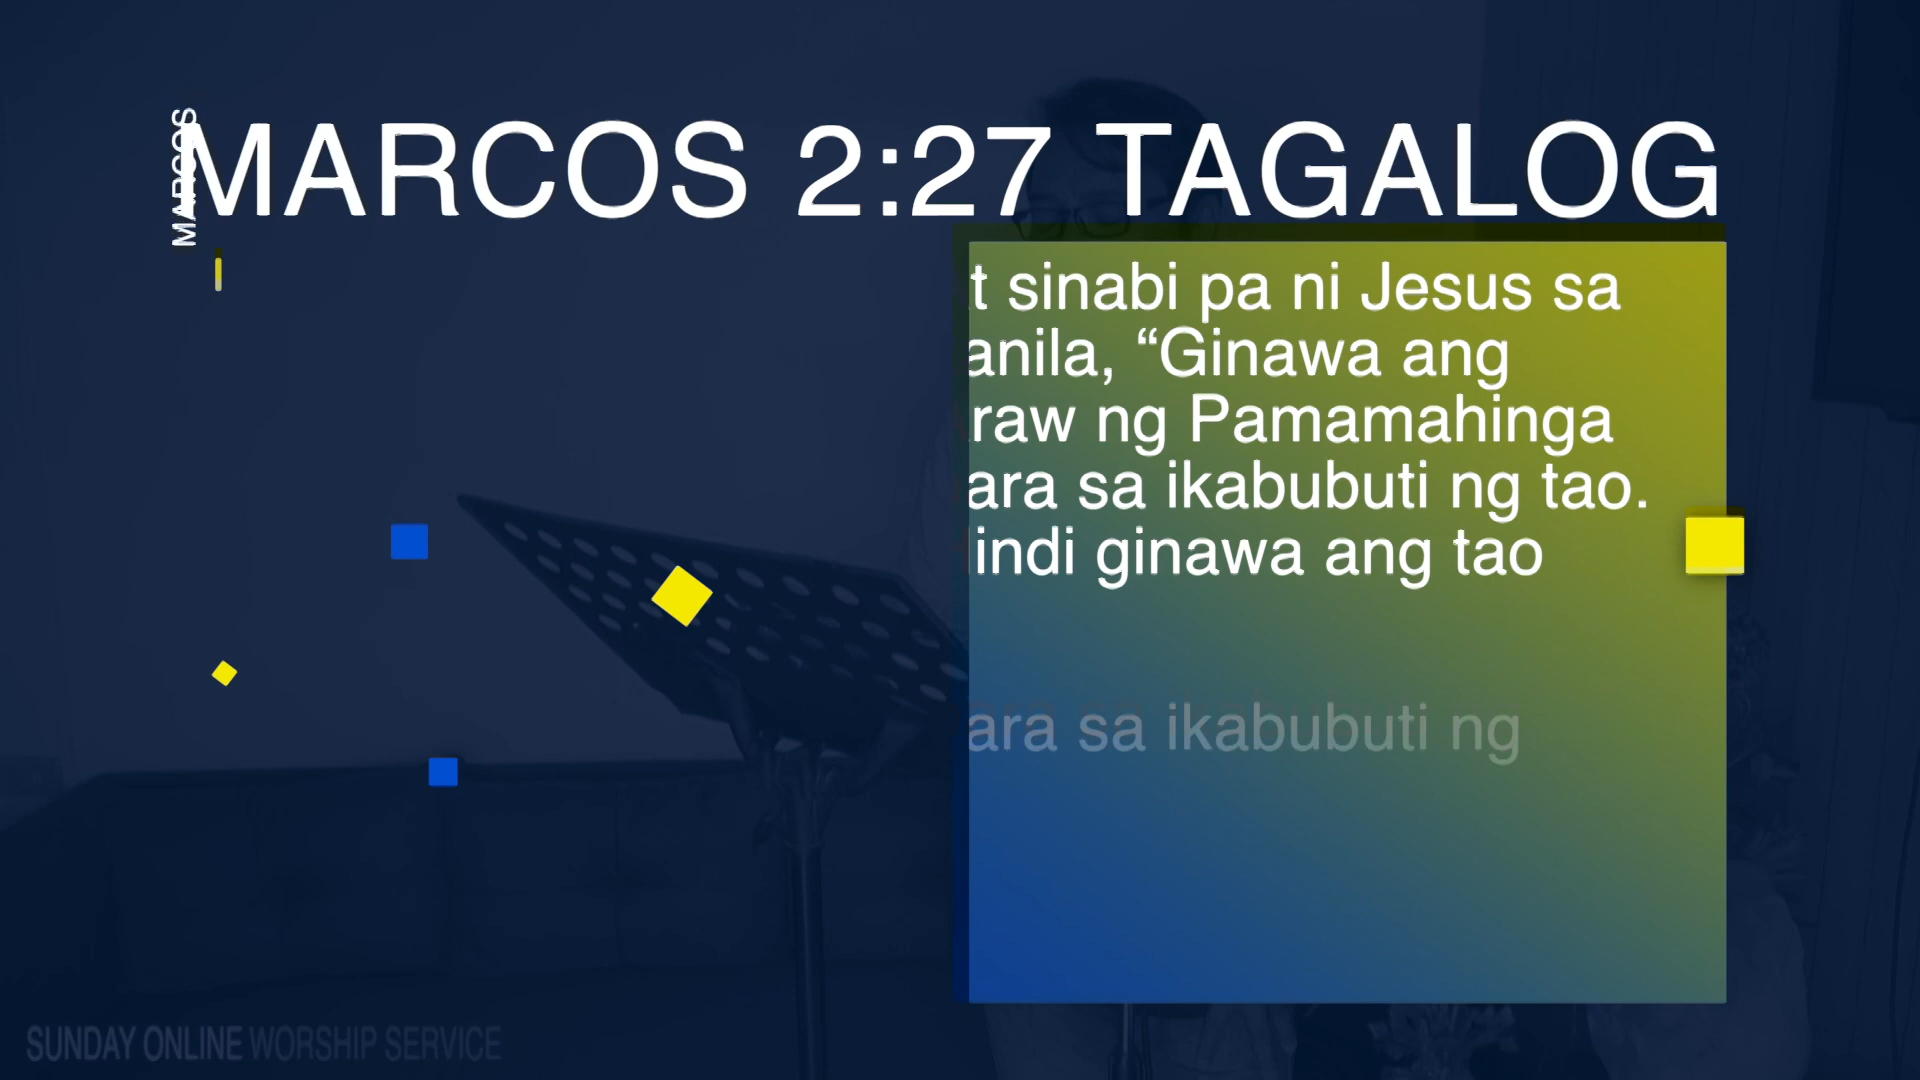 MARCOS
MARCOS 2:27 TAGALOG
t sinabi pa ni Jesus sa
anila, “Ginawa ang
raw ng Pamamahinga
ara sa ikabubuti ng tao.
indi ginawa ang tao
ara sa ikabubuti ng
SUNDAY ONLINE WORSHIP SERVICE